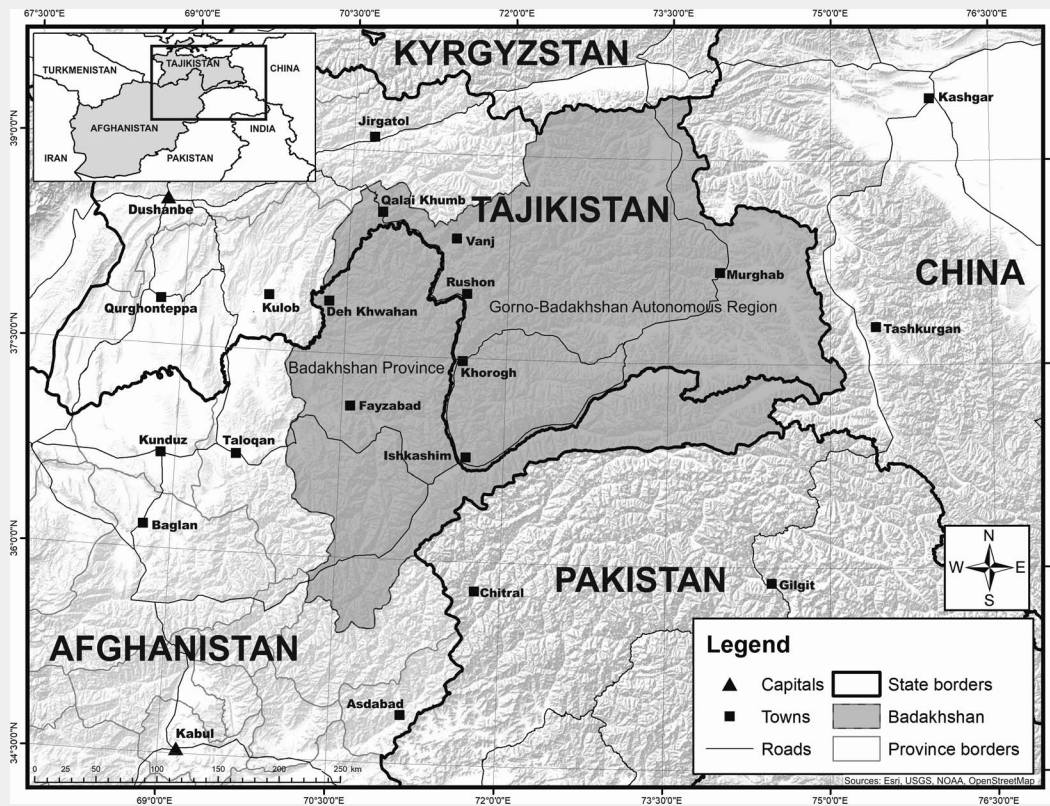 67°30'0"E 69°0'0"E 70°30'0"E 72°0'0"E 73°30'0"E 75°0'0"E 76°30'0"E
KYRGYZSTAN
TAJIKISTAN
TURKMENISTAN
CHINA
AFGHANISTAN
INDIA
IRAN
PAKISTAN
Kashgar
39°0'0"N
Jirgatol
Dushanbe
Qalai Khumb
TAJIKISTAN
Vanj
CHINA
Murghab
Rushon
Qurghonteppa
Kulob
Deh Khwahan
Gorno-Badakhshan Autonomous Region
37°30'0"N
Tashkurgan
Badakhshan Province
Khorogh
Fayzabad
Kunduz
Taloqan
Ishkashim
Baglan
36°0'0"N
N
W E
S
PAKISTAN
Chitral
Gilgit
AFGHANISTAN
Asdabad
Kabul
34°30'0"N
Legend
Capitals State borders
Towns Badakhshan
Roads Province borders
0 25 50 100 150 200 250 km
Sources: Esri, USGS, NOAA, OpenStreetMap
69°0'0"E 70°30'0"E 72°0'0"E 73°30'0"E 75°0'0"E 76°30'0"E